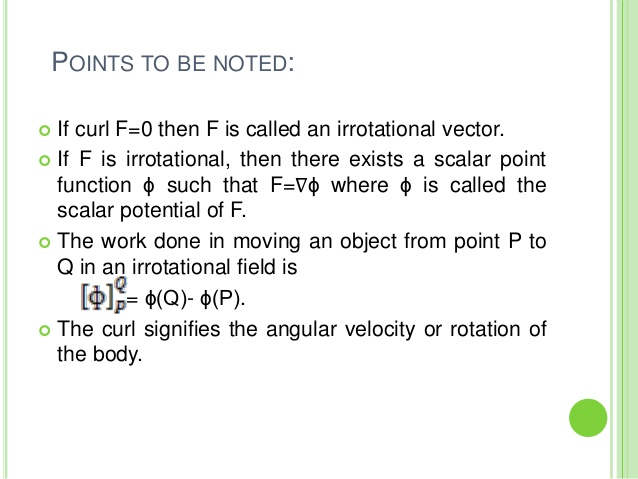 POINTS TO BE NOTED:
If curl F=0 then F is called an irrotational vector.
If F is irrotational, then there exists a scalar point
function ϕ such that F=∇ϕ where ϕ is called the
scalar potential of F.
The work done in moving an object from point P to
Q in an irrotational field is
[ϕ]_P^Q = ϕ(Q)- ϕ(P).
The curl signifies the angular velocity or rotation of
the body.